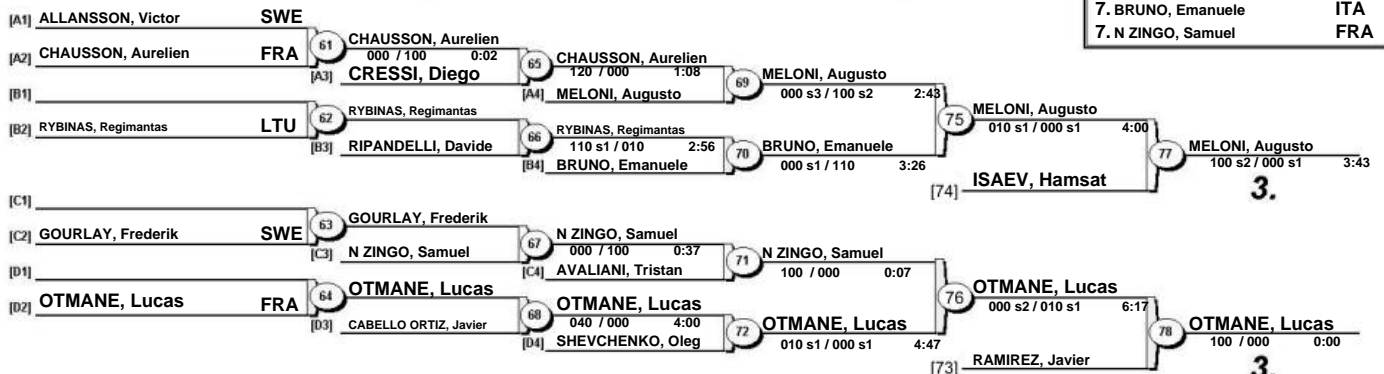 7. BRUNO, Emanuele ITA
7. N ZINGO, Samuel FRA
[A1] ALLANSSON, Victor SWE
[A2] CHAUSSON, Aurelien FRA
61
CHAUSSON, Aurelien
000 / 100 0:02
[A3] CRESSI, Diego
65
CHAUSSON, Aurelien
120 / 000 1:08
[A4] MELONI, Augusto
69
MELONI, Augusto
000 s3 / 100 s2 2:43
[B1]
[B2] RYBINAS, Regimantas LTU
62
RYBINAS, Regimantas
[B3] RIPANDELLI, Davide
66
RYBINAS, Regimantas
110 s1 / 010 2:56
[B4] BRUNO, Emanuele
70
BRUNO, Emanuele
000 s1 / 110 3:26
75
MELONI, Augusto
010 s1 / 000 s1 4:00
[74] ISAEV, Hamsat
77
MELONI, Augusto
100 s2 / 000 s1 3:43
3.
[C1]
[C2] GOURLAY, Frederik SWE
63
GOURLAY, Frederik
[C3] N ZINGO, Samuel
67
N ZINGO, Samuel
000 / 100 0:37
[C4] AVALIANI, Tristan
71
N ZINGO, Samuel
100 / 000 0:07
[D1]
[D2] OTMANE, Lucas FRA
64
OTMANE, Lucas
[D3] CABELLO ORTIZ, Javier
68
OTMANE, Lucas
040 / 000 4:00
[D4] SHEVCHENKO, Oleg
72
OTMANE, Lucas
010 s1 / 000 s1 4:47
76
OTMANE, Lucas
000 s2 / 010 s1 6:17
[73] RAMIREZ, Javier
78
OTMANE, Lucas
100 / 000 0:00
3.